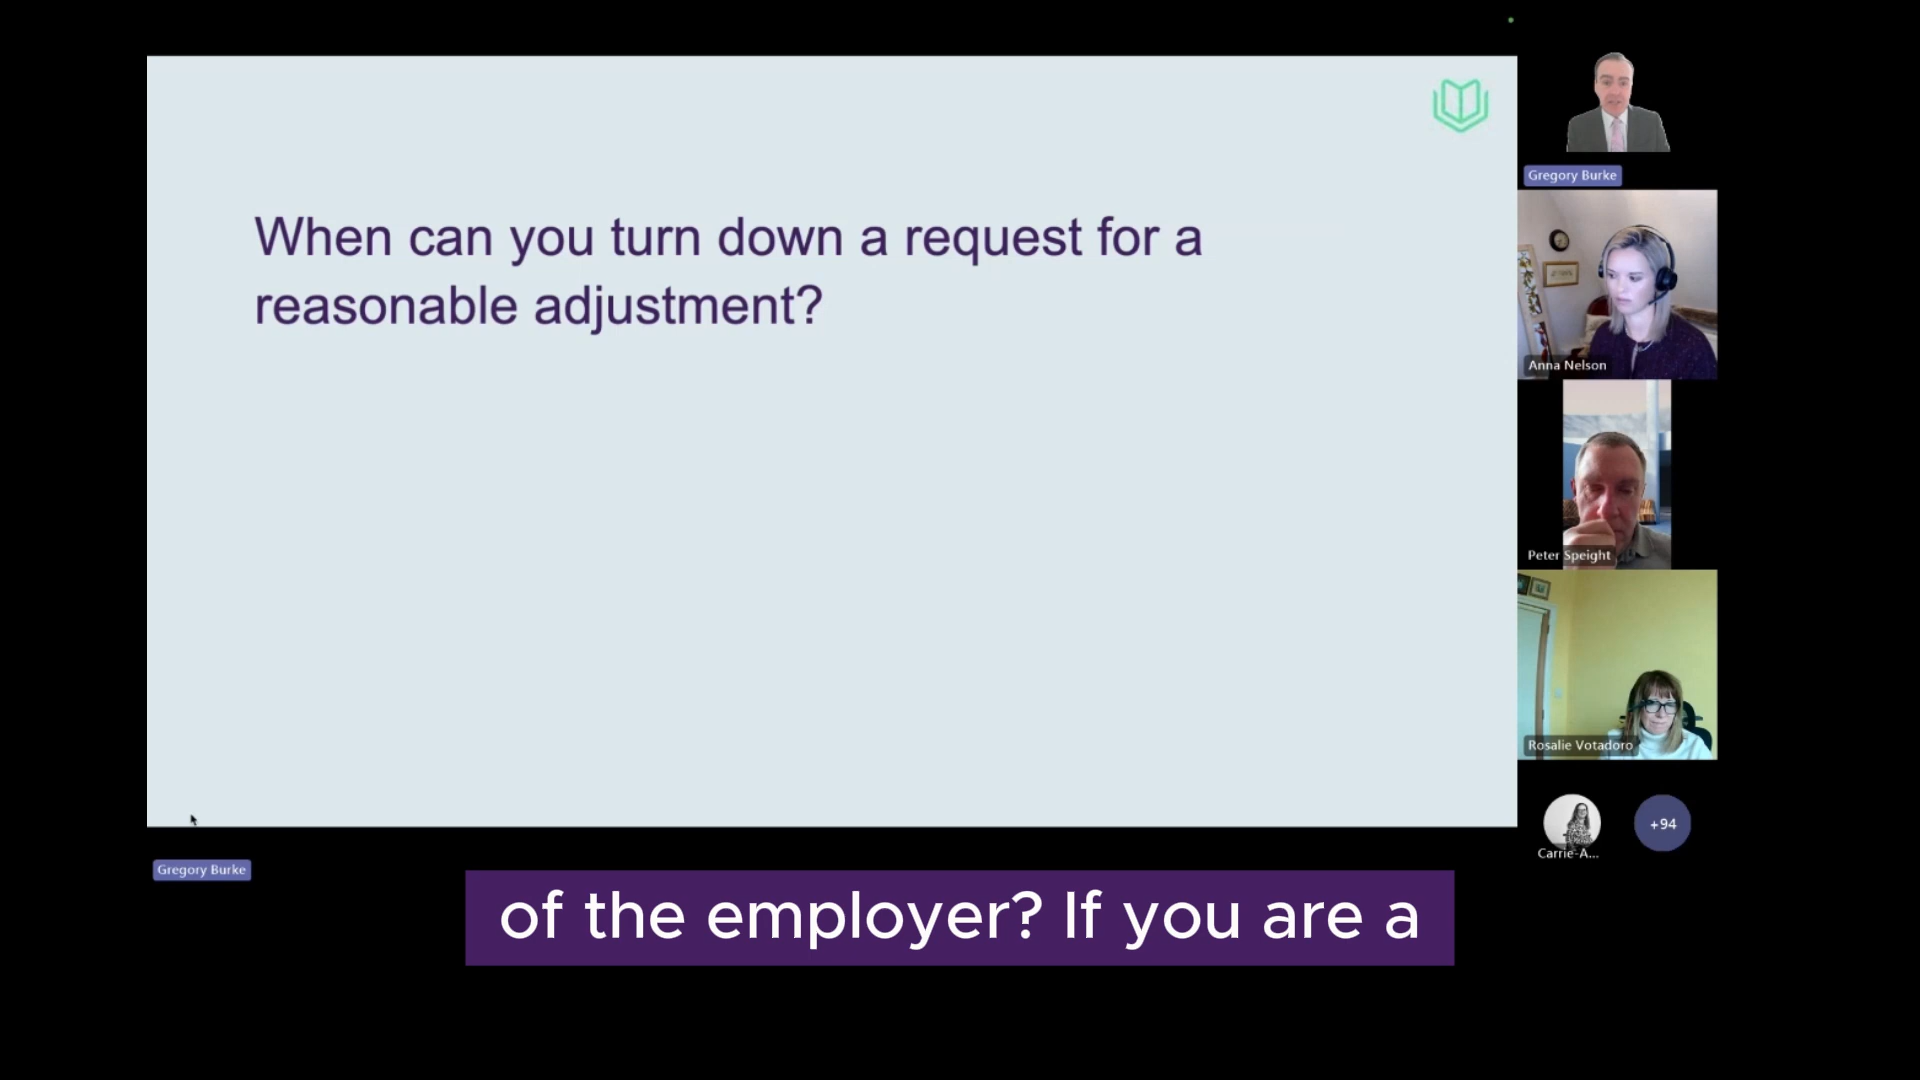 When can you turn down a request for a
reasonable adjustment?
Gregory Burke
Anna Nelson
Peter Speight
Rosalie Votadoro
Carrie-A...
+94
Gregory Burke
of the employer? If you are a